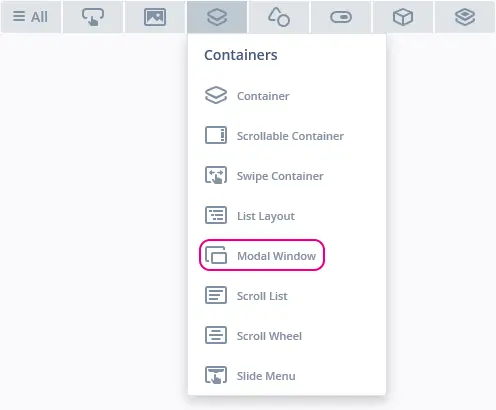 All
Containers
Container
Scrollable Container
Swipe Container
List Layout
Modal Window
Scroll List
Scroll Wheel
Slide Menu